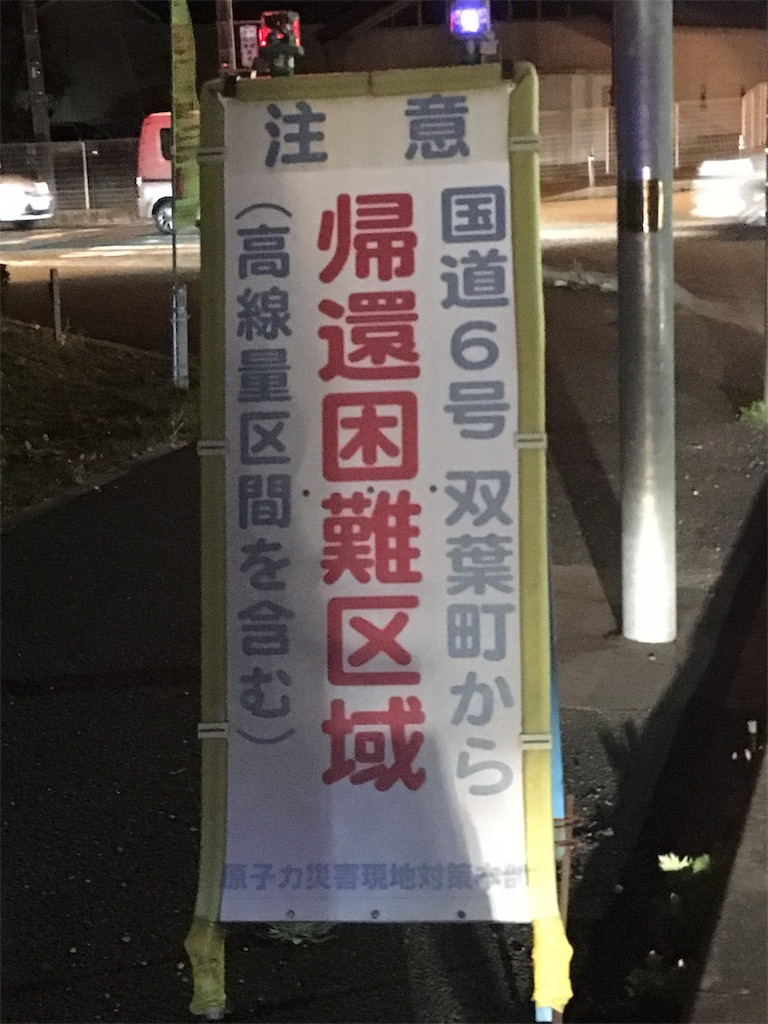 注意
国道6号 双葉町から
帰還困難区域
(高線量区間を含む)
原子力災害現地対策本部